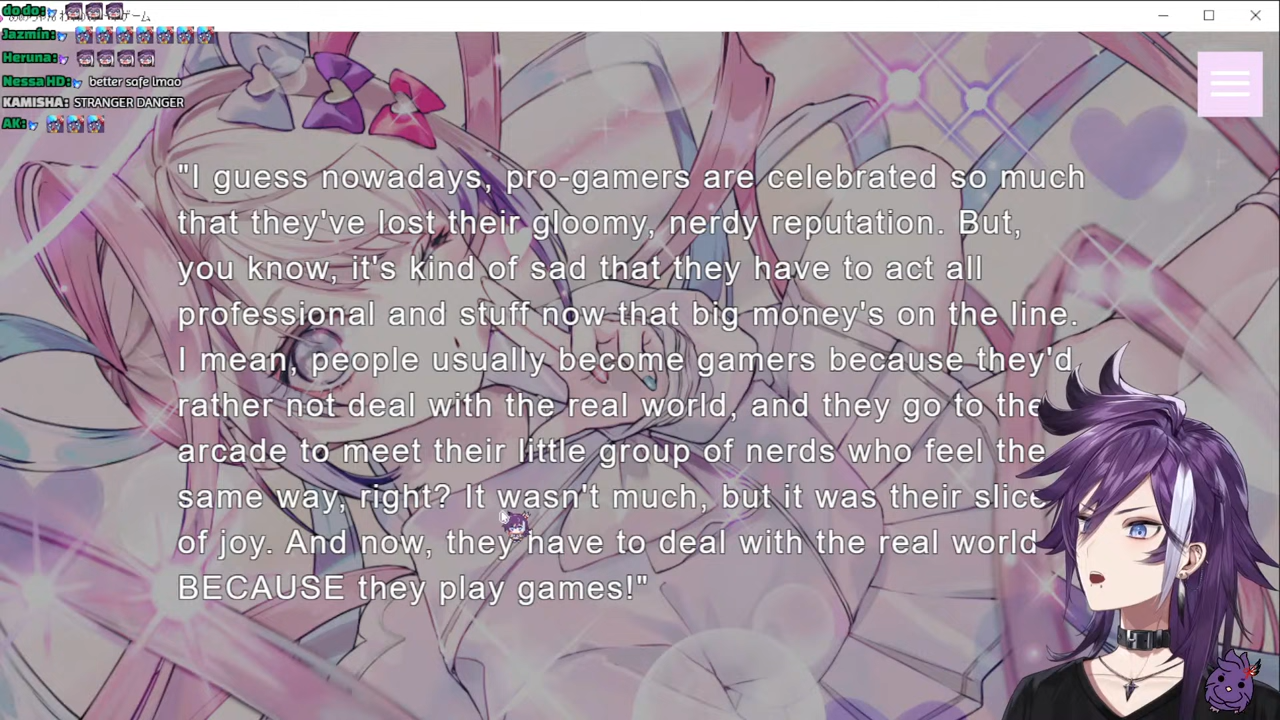 do do:
Jazmín:
Heruna:
NessaHD: better safe lmao
KAMISHA: STRANGER DANGER
AK:
"I guess nowadays, pro-gamers are celebrated so much
that they've lost their gloomy, nerdy reputation. But,
you know, it's kind of sad that they have to act all
professional and stuff now that big money's on the line.
I mean, people usually become gamers because they'd
rather not deal with the real world, and they go to the
arcade to meet their little group of nerds who feel the
same way, right? It wasn't much, but it was their slice
of joy. And now, they have to deal with the real world
BECAUSE they play games!"